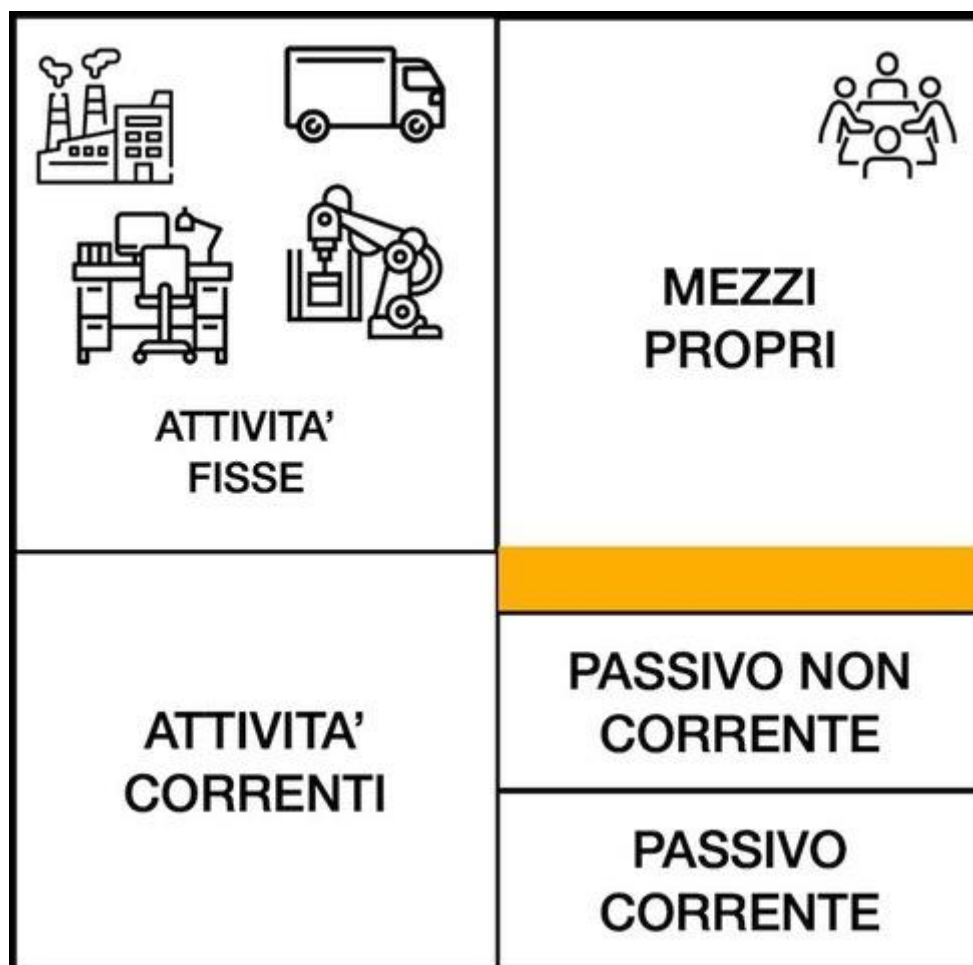 ATTIVITA’
FISSE
MEZZI
PROPRI
ATTIVITA’
CORRENTI
PASSIVO NON
CORRENTE
PASSIVO
CORRENTE